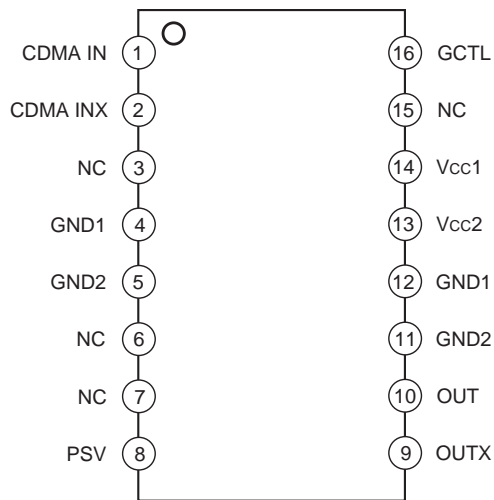 CDMA IN 1 16 GCTL
CDMA INX 2 15 NC
NC 3 14 Vcc1
GND1 4 13 Vcc2
GND2 5 12 GND1
NC 6 11 GND2
NC 7 10 OUT
PSV 8 9 OUTX